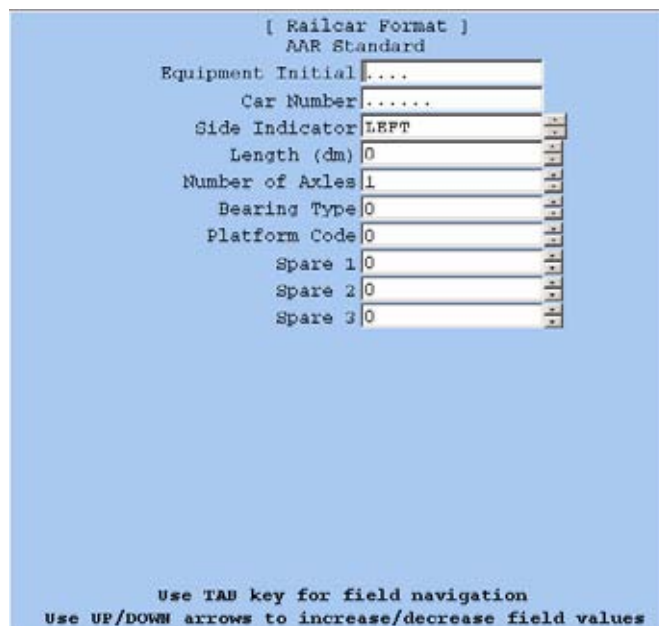 [ Railcar Format ]
AAR Standard
Equipment Initial ....
Car Number ......
Side Indicator LEFT
Length (dm) 0
Number of Axles 1
Bearing Type 0
Platform Code 0
Spare 1 0
Spare 2 0
Spare 3 0
Use TAB key for field navigation
Use UP/DOWN arrows to increase/decrease field values